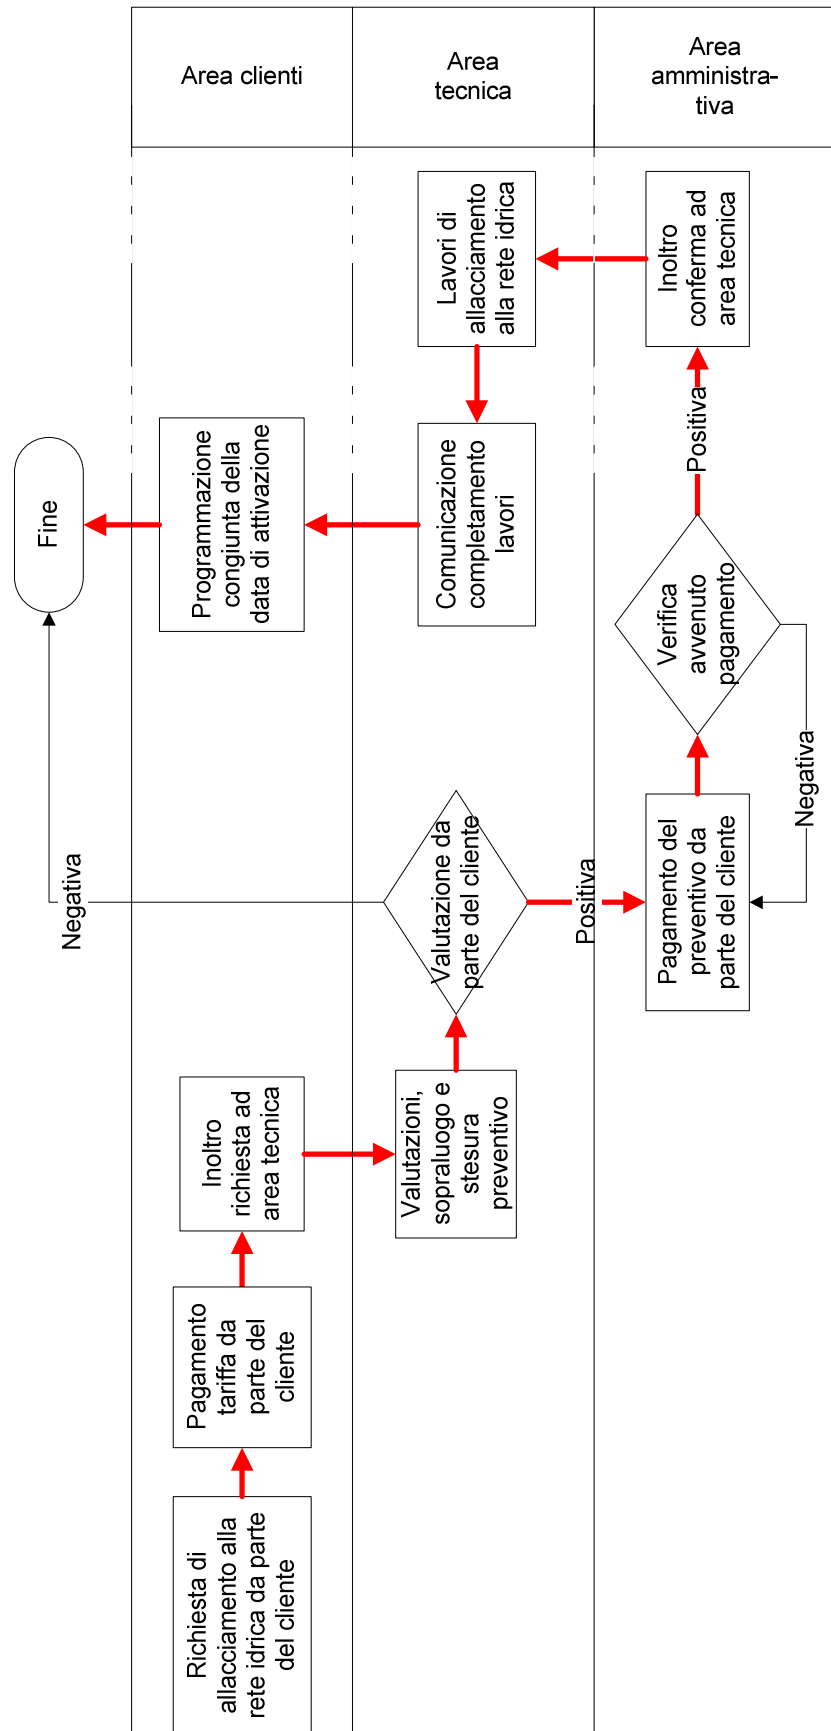 Area clienti
Area
tecnica
Area
amministra-
tiva
Richiesta di
allacciamento alla
rete idrica da parte
del cliente
Pagamento
tariffa da
parte del
cliente
Inoltro
richiesta ad
area tecnica
Valutazioni,
sopraluogo e
stesura
preventivo
Valutazione da
parte del cliente
Negativa
Positiva
Pagamento del
preventivo da
parte del cliente
Verifica
avvenuto
pagamento
Negativa
Positiva
Inoltro
conferma ad
area tecnica
Lavori di
allacciamento
alla rete idrica
Comunicazione
completamento
lavori
Programmazione
congiunta della
data di attivazione
Fine